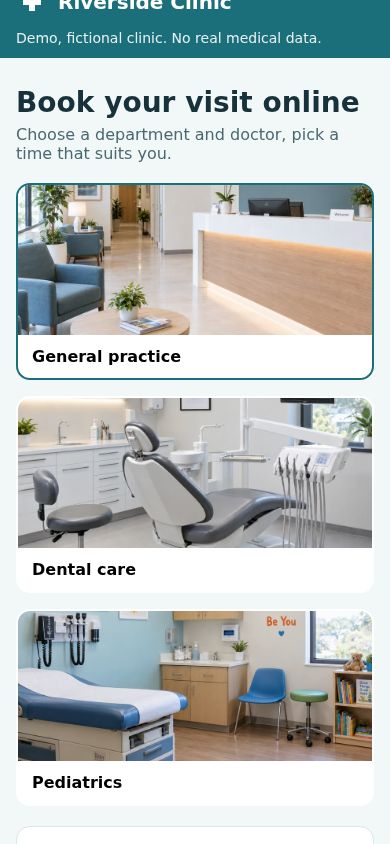 Riverside Clinic
Demo, fictional clinic. No real medical data.
Book your visit online
Choose a department and doctor, pick a
time that suits you.
Welcome
General practice
Dental care
Be You
Pediatrics